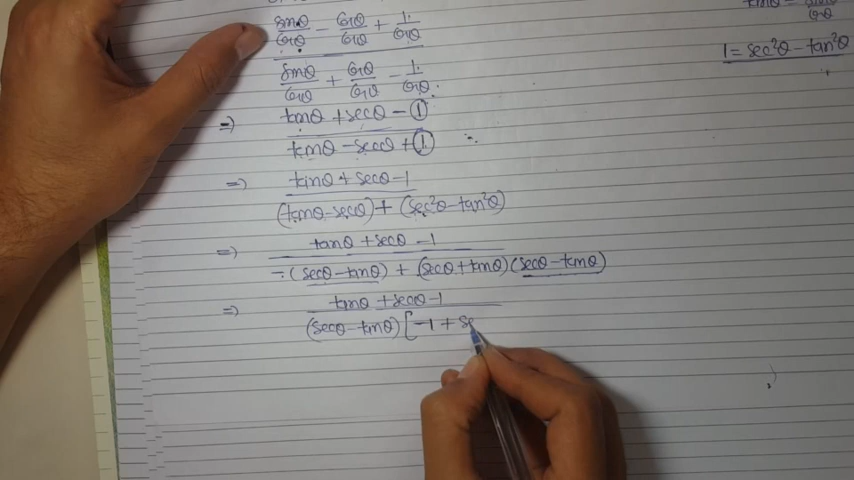 sinθ/cosθ - cosθ/cosθ + 1/cosθ
sinθ/cosθ + cosθ/cosθ - 1/cosθ
1 = sec²θ - tan²θ
⇒ tanθ + secθ - 1
tanθ - secθ + 1
⇒ tanθ + secθ - 1
(tanθ - secθ) + (sec²θ - tan²θ)
⇒ tanθ + secθ - 1
-(secθ - tanθ) + (secθ + tanθ)(secθ - tanθ)
⇒ tanθ + secθ - 1
(secθ - tanθ) [-1 + se